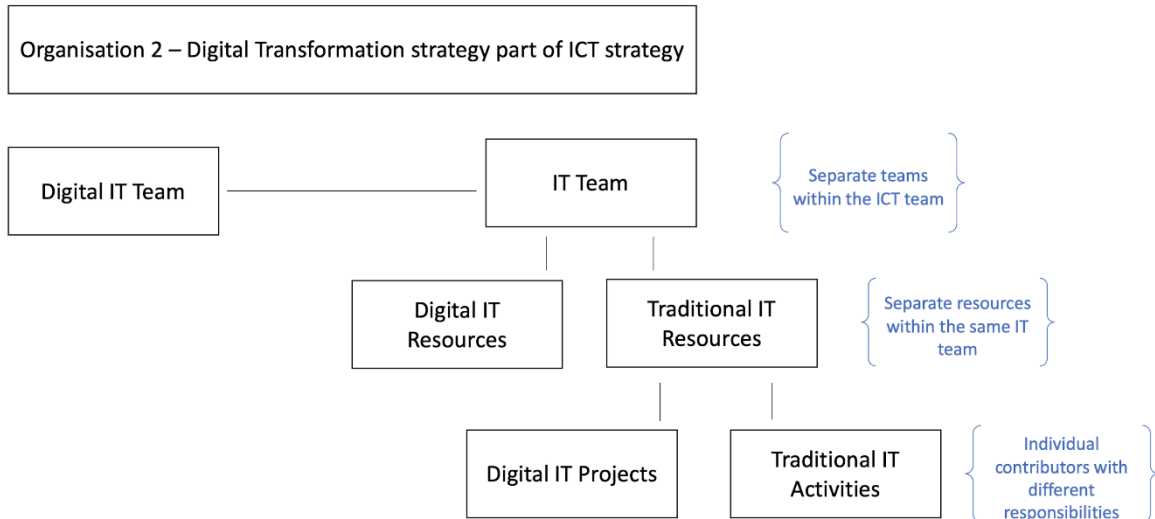 Organisation 2 – Digital Transformation strategy part of ICT strategy
Digital IT Team
IT Team
Separate teams
within the ICT team
Digital IT
Resources
Traditional IT
Resources
Separate resources
within the same IT
team
Digital IT Projects
Traditional IT
Activities
Individual
contributors with
different
responsibilities